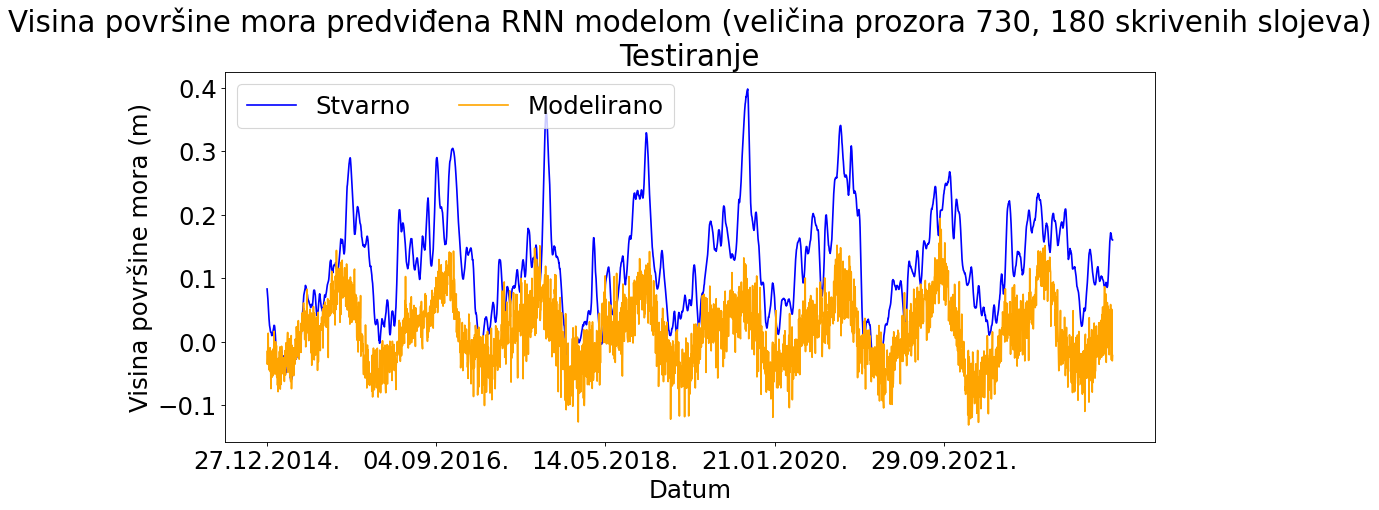 Visina površine mora predviđena RNN modelom (veličina prozora 730, 180 skrivenih slojeva)
Testiranje
Stvarno
Modelirano
Visina površine mora (m)
0.4
0.3
0.2
0.1
0.0
−0.1
27.12.2014.
04.09.2016.
14.05.2018.
21.01.2020.
29.09.2021.
Datum